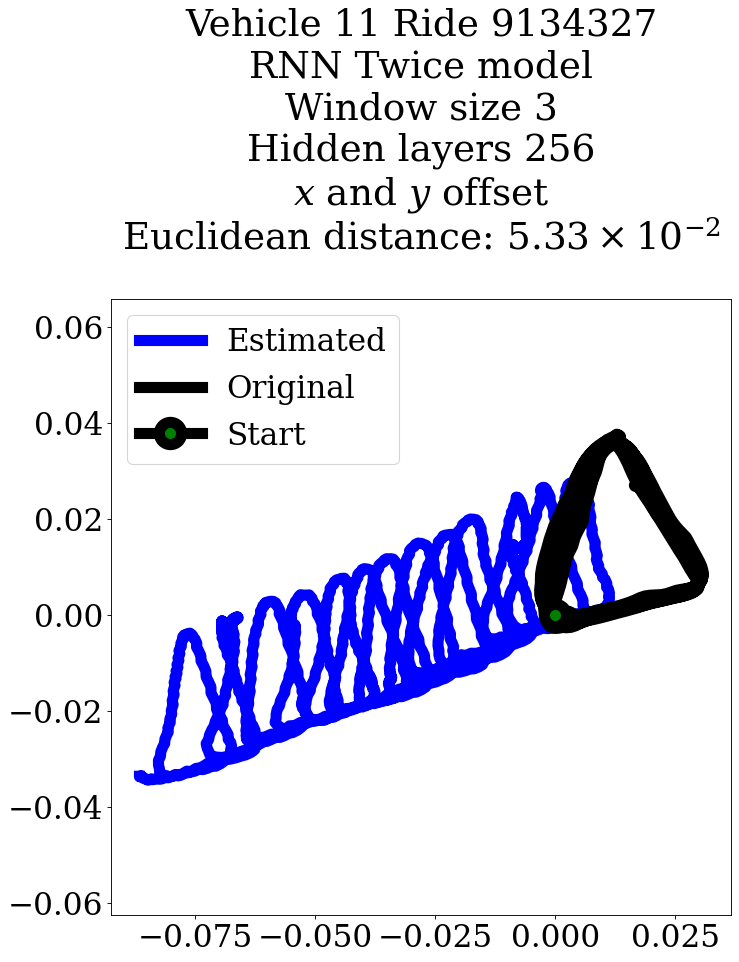 Vehicle 11 Ride 9134327
RNN Twice model
Window size 3
Hidden layers 256
x and y offset
Euclidean distance: 5.33 × 10⁻²
Estimated
Original
Start
0.06
0.04
0.02
0.00
−0.02
−0.04
−0.06
−0.075
−0.050
−0.025
0.000
0.025